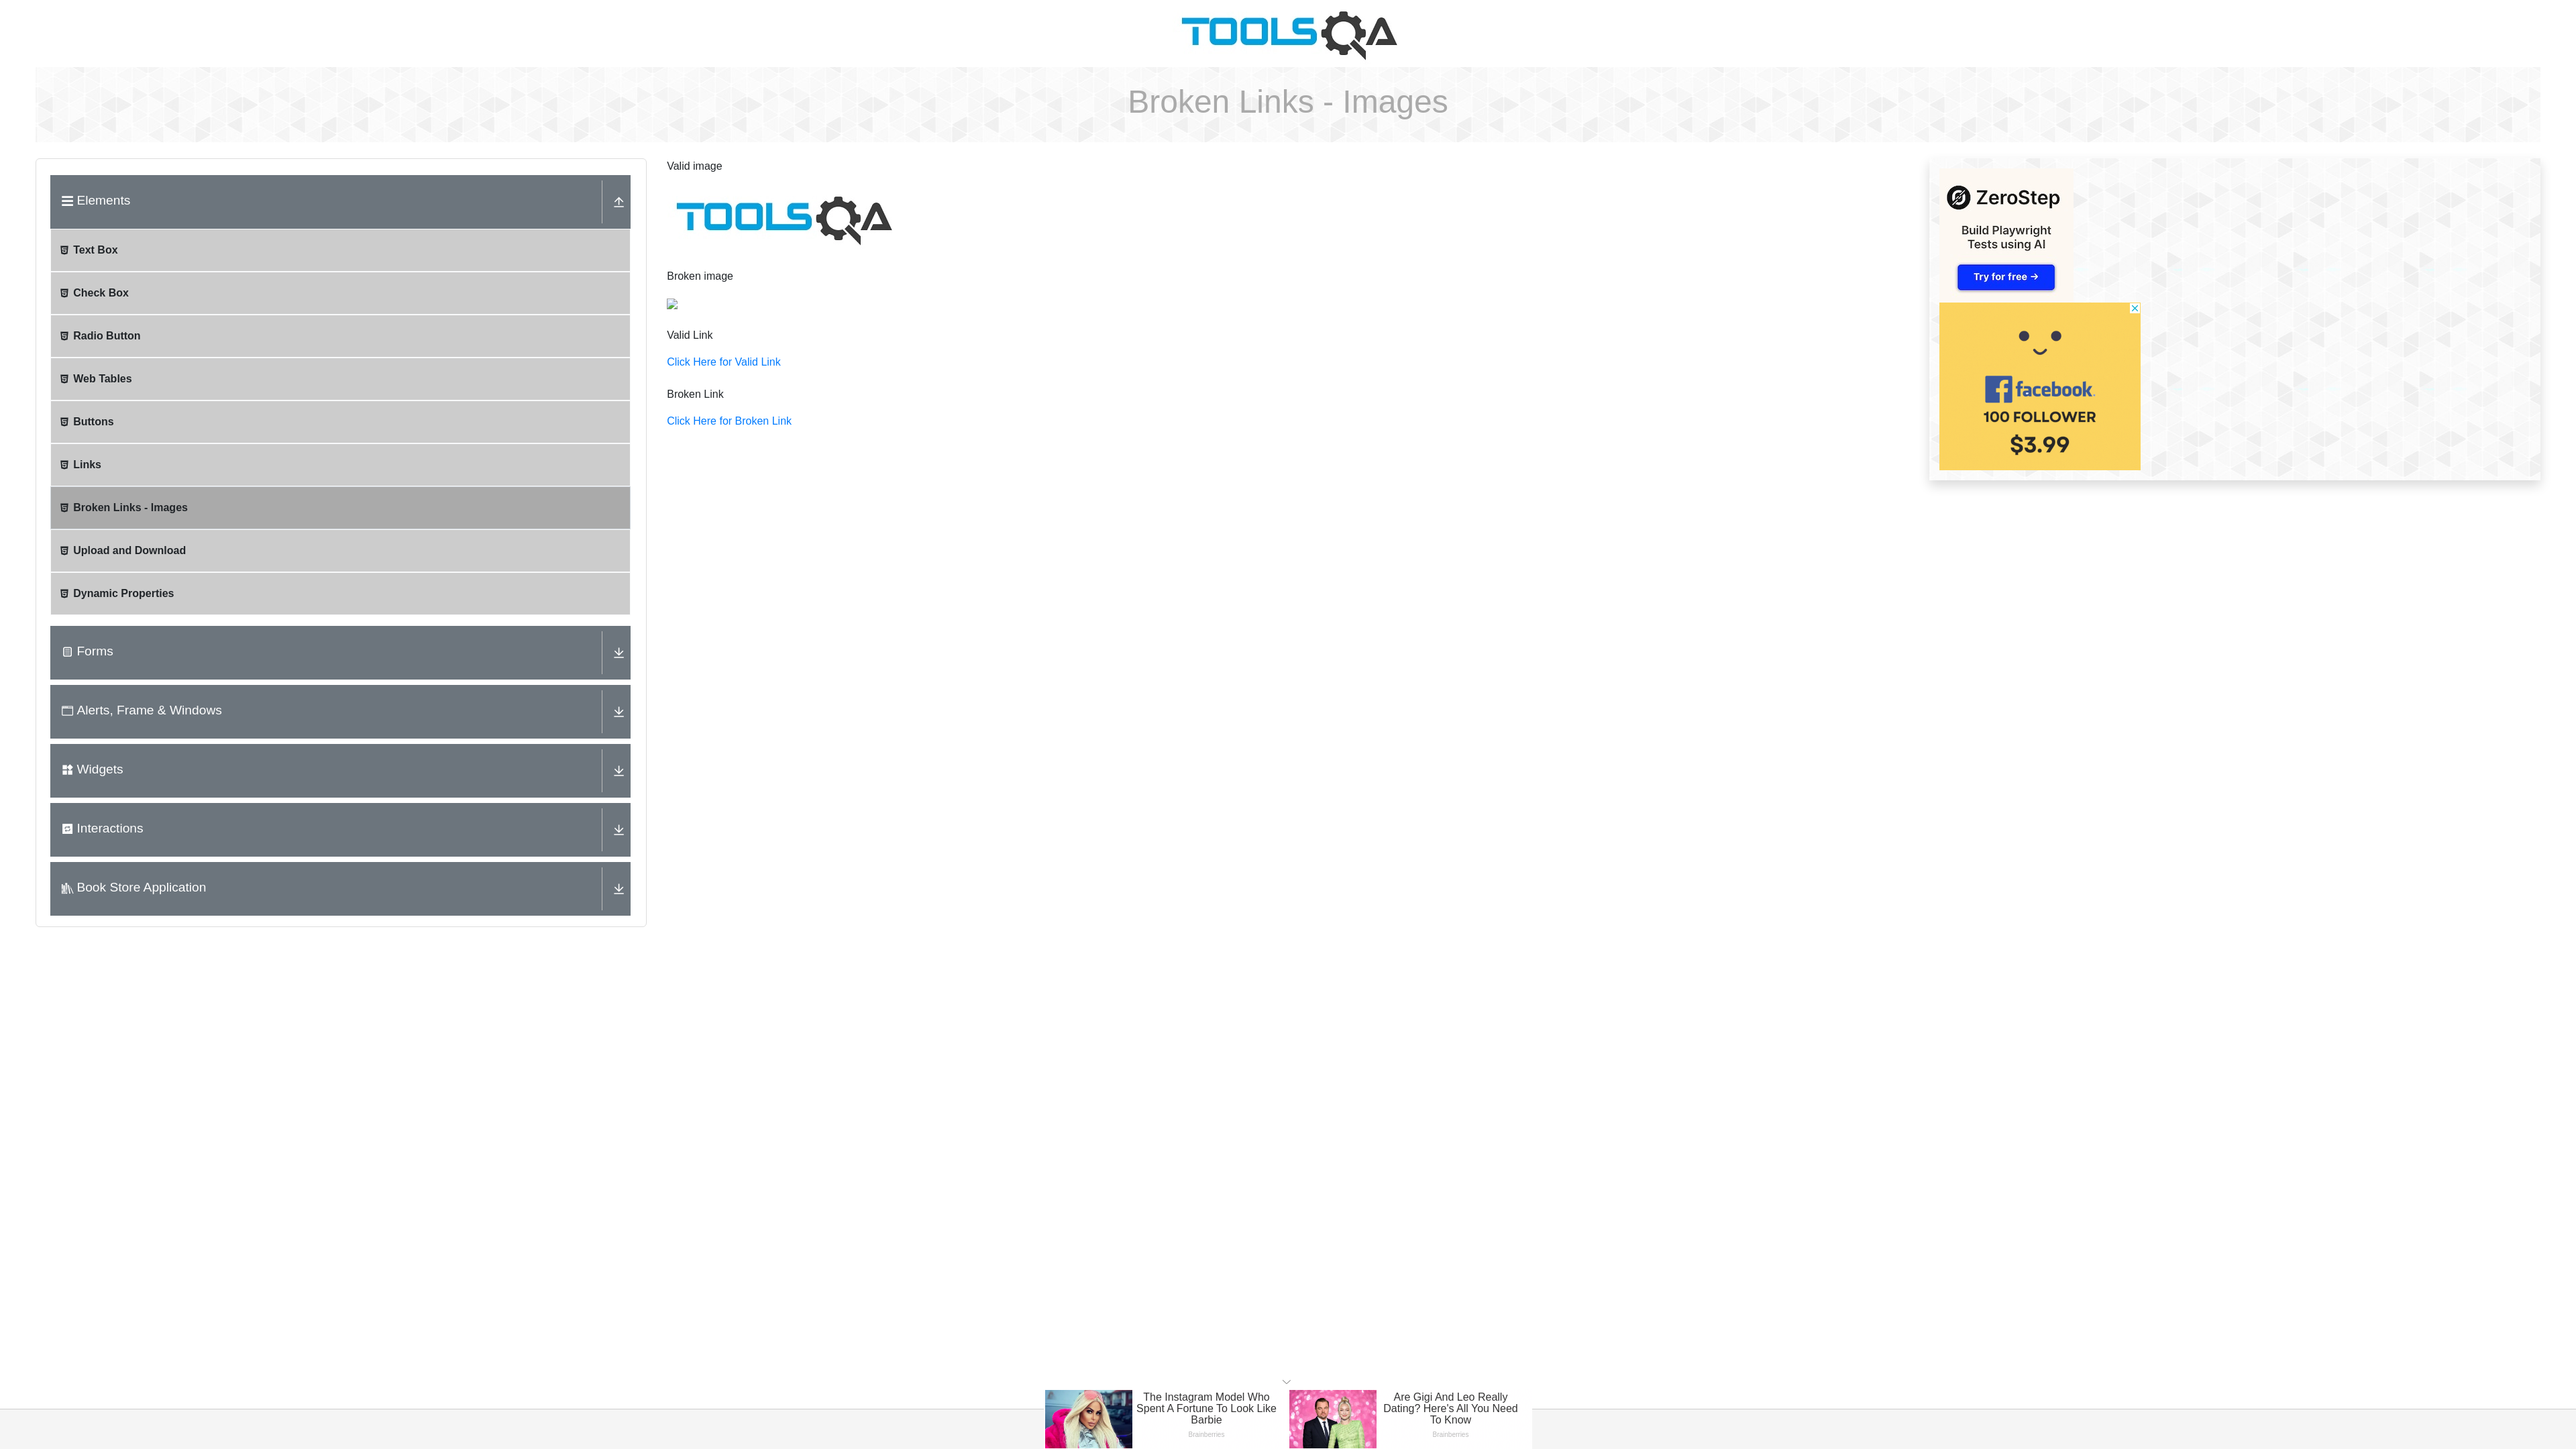 TOOLSQA
Broken Links - Images
Elements
Text Box
Check Box
Radio Button
Web Tables
Buttons
Links
Broken Links - Images
Upload and Download
Dynamic Properties
Forms
Alerts, Frame & Windows
Widgets
Interactions
Book Store Application
Valid image
TOOLSQA
Broken image
Valid Link
Click Here for Valid Link
Broken Link
Click Here for Broken Link
ZeroStep
Build Playwright
Tests using AI
Try for free →
facebook.
100 FOLLOWER
$3.99
The Instagram Model Who
Spent A Fortune To Look Like
Barbie
Brainberries
Are Gigi And Leo Really
Dating? Here's All You Need
To Know
Brainberries